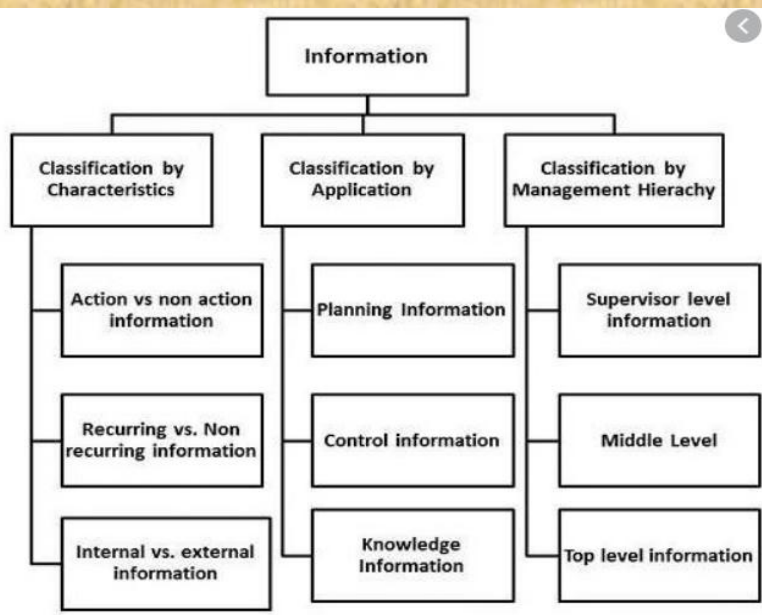 Information
Classification by
Characteristics
Action vs non action
information
Recurring vs. Non
recurring information
Internal vs. external
information
Classification by
Application
Planning Information
Control information
Knowledge
Information
Classification by
Management Hierachy
Supervisor level
information
Middle Level
Top level information